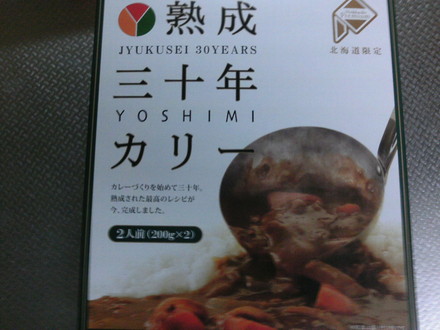 熟成
JYUKUSEI 30YEARS
三十年
YOSHIMI
カリー
北海道限定
カレーづくりを始めて三十年。
熟成された最高のレシピが
今、完成しました。
2人前(200g×2)